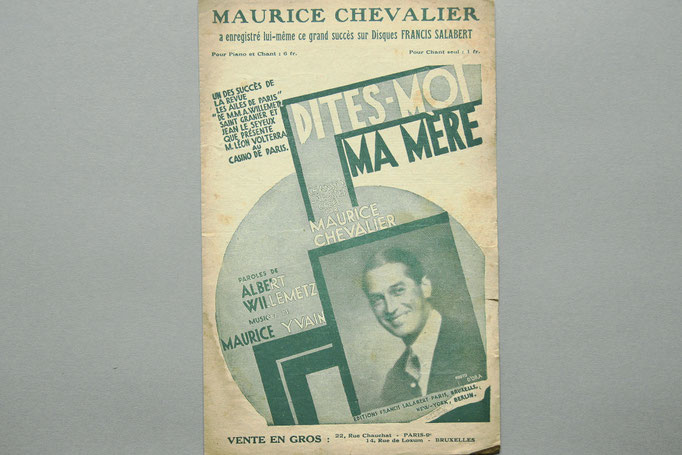 MAURICE CHEVALIER
a enregistré lui-même ce grand succès sur Disques FRANCIS SALABERT
Pour Piano et Chant : 6 fr.
Pour Chant seul : 1 fr.
UN DES SUCCÈS DE
LA REVUE
"LES AILES DE PARIS"
DE MM. A. WILLEMETZ
SAINT GRANIER ET
JEAN LE SEYEUX
QUE PRÉSENTE
M. LÉON VOLTERRA
AU
CASINO DE PARIS.
DITES-MOI
MA MÈRE
MAURICE
CHEVALIER
PAROLES DE
ALBERT
WILLEMETZ
MUSIQUE DE
MAURICE YVAIN
PHOTO
D'ORA
EDITIONS FRANCIS SALABERT PARIS, BRUXELLES,
NEW-YORK, BERLIN.
VENTE EN GROS :
22, Rue Chauchat - PARIS-9e
14, Rue de Loxum - BRUXELLES